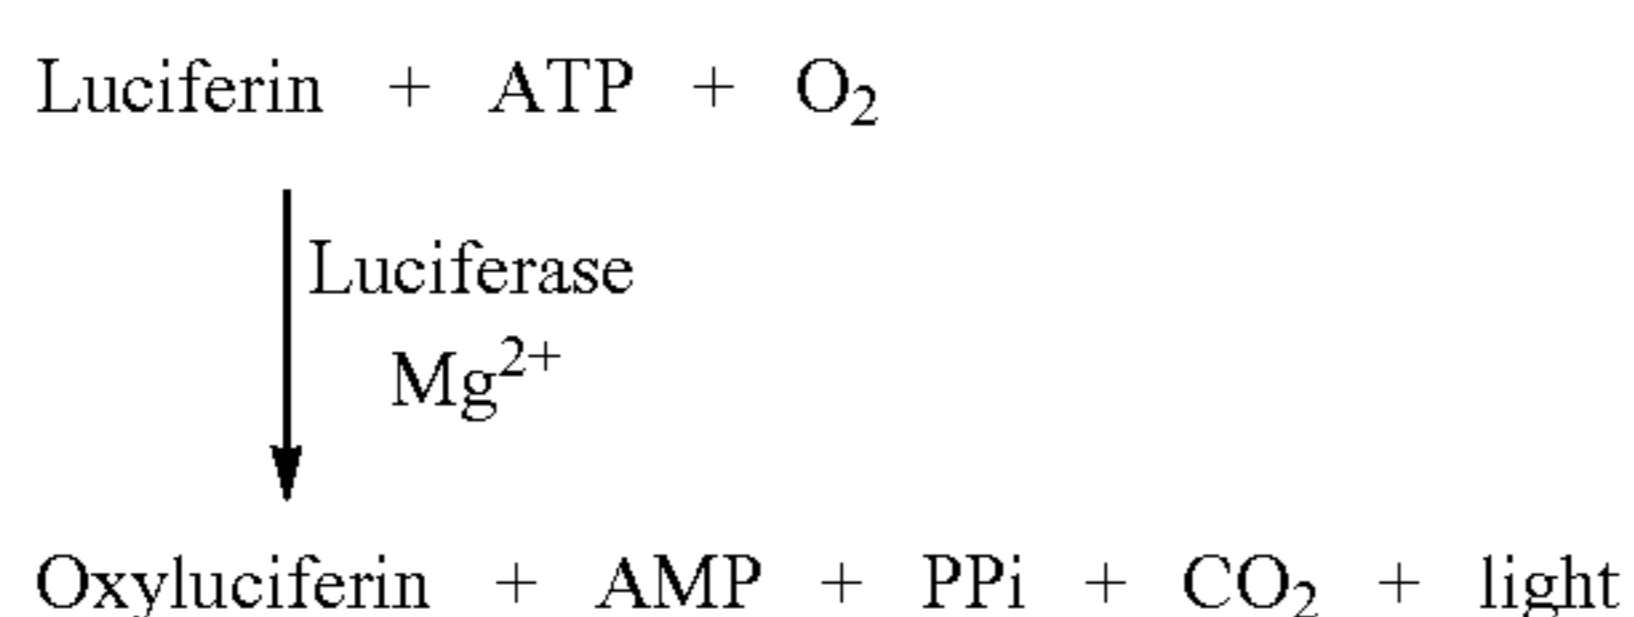 Luciferin + ATP + O₂
Luciferase
Mg²⁺
Oxyluciferin + AMP + PPi + CO₂ + light